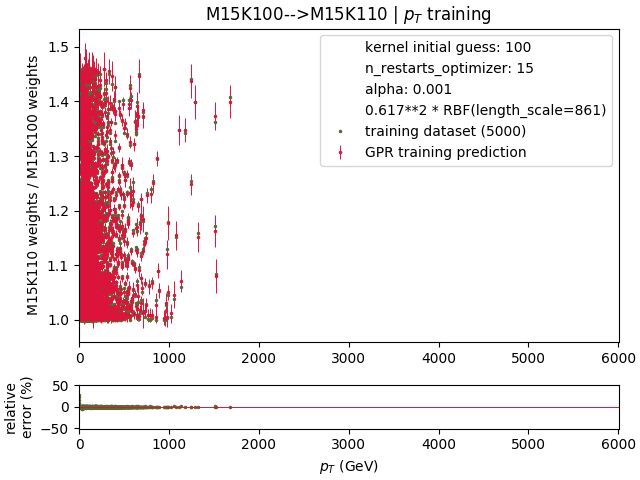 M15K100-->M15K110 | pT training
M15K110 weights / M15K100 weights
1.5
1.4
1.3
1.2
1.1
1.0
kernel initial guess: 100
n_restarts_optimizer: 15
alpha: 0.001
0.617**2 * RBF(length_scale=861)
training dataset (5000)
GPR training prediction
0 1000 2000 3000 4000 5000 6000
relative
error (%)
50
0
−50
0 1000 2000 3000 4000 5000 6000
pT (GeV)